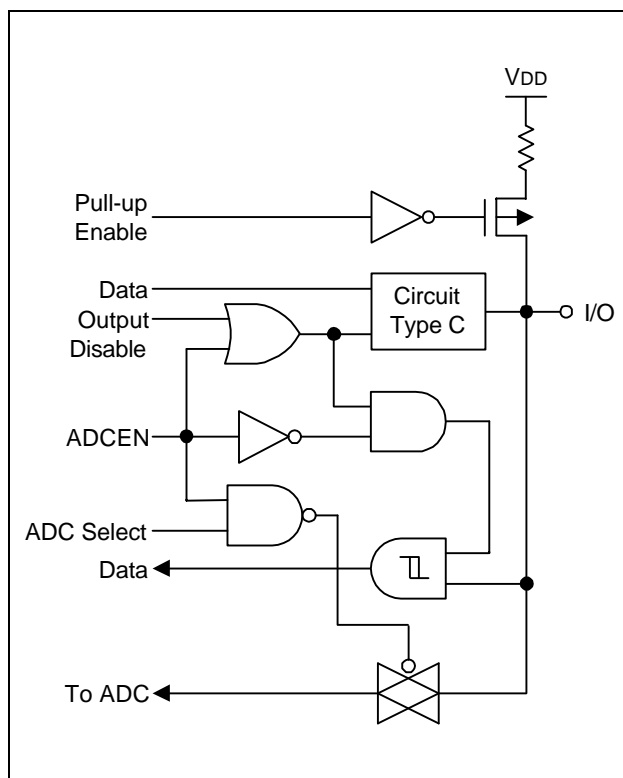 VDD
Pull-up
Enable
Data
Output
Disable
Circuit
Type C
I/O
ADCEN
ADC Select
Data
To ADC